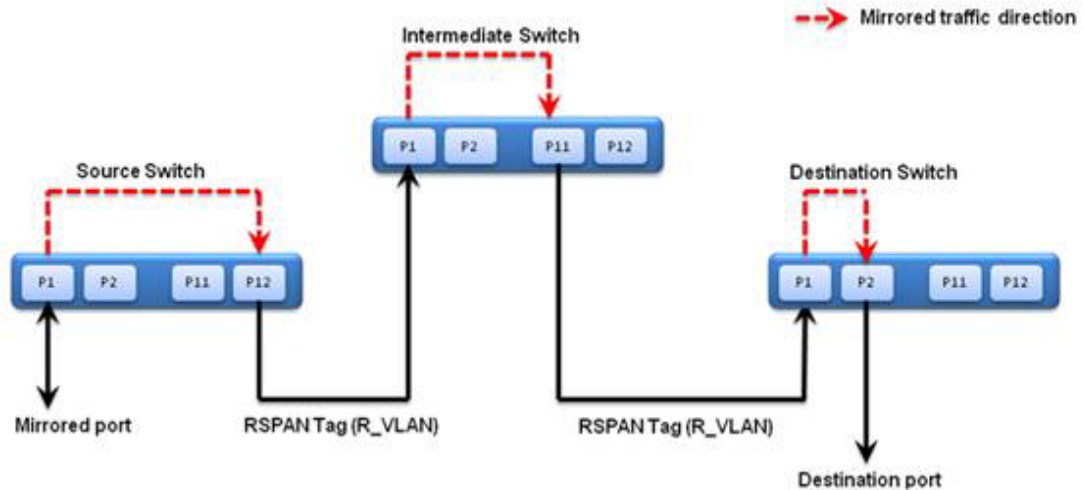 Mirrored traffic direction
Intermediate Switch
P1 P2 P11 P12
Source Switch
Destination Switch
P1 P2 P11 P12
P1 P2 P11 P12
Mirrored port
RSPAN Tag (R_VLAN)
RSPAN Tag (R_VLAN)
Destination port